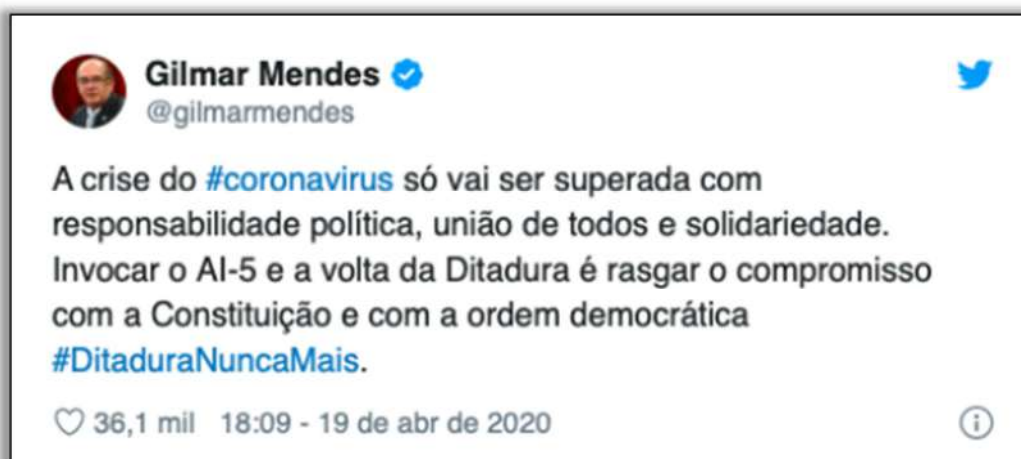 Gilmar Mendes
@gilmarmendes
A crise do #coronavirus só vai ser superada com
responsabilidade política, união de todos e solidariedade.
Invocar o AI-5 e a volta da Ditadura é rasgar o compromisso
com a Constituição e com a ordem democrática
#DitaduraNuncaMais.
36,1 mil 18:09 - 19 de abr de 2020